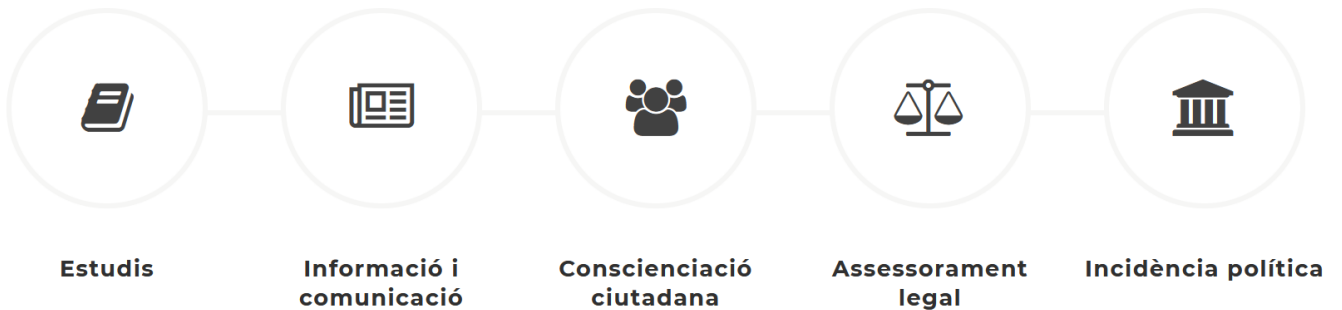 Estudis
Informació i
comunicació
Conscienciació
ciutadana
Assessorament
legal
Incidència política